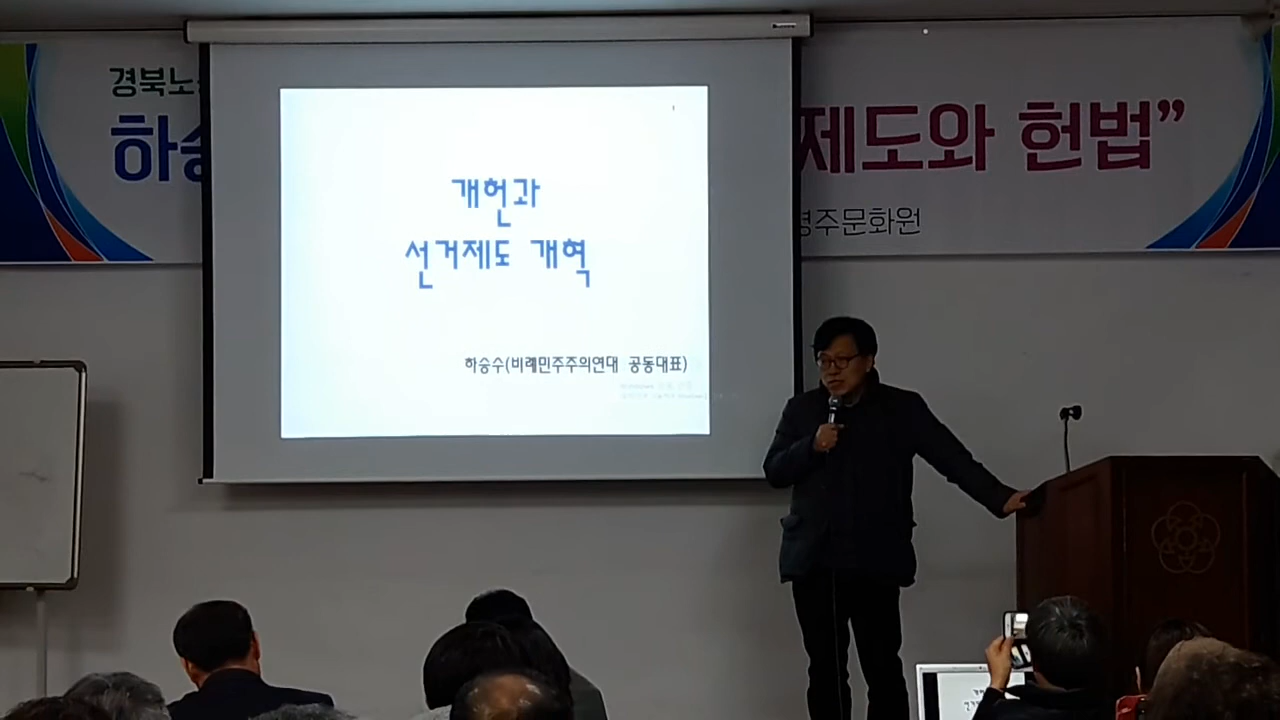 경북노
하승
제도와 헌법”
경주문화원
1
개헌과
선거제도 개혁
하승수(비례민주주의연대 공동대표)